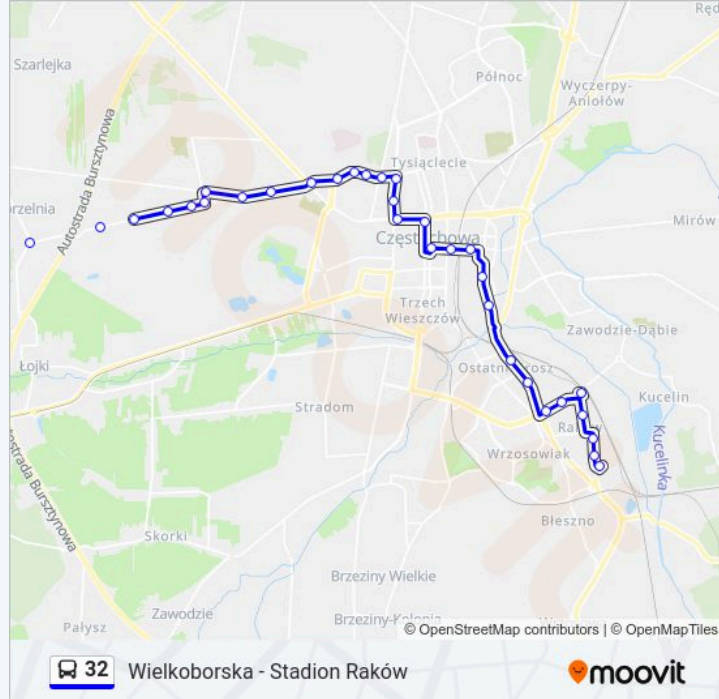 Szarlejka
Północ
Wyczerpy-
Aniołów
Autostrada Bursztynowa
Tysiąclecie
Mirów
Częstochowa
Trzech
Wieszczów
Zawodzie-Dąbie
Łojki
Stradom
Kucelin
Wrzosowiak
Kucelinka
Błeszno
Skorki
Brzeziny Wielkie
Zawodzie
Pałysz
© OpenStreetMap contributors | © OpenMapTiles
32 Wielkoborska - Stadion Raków
moovit